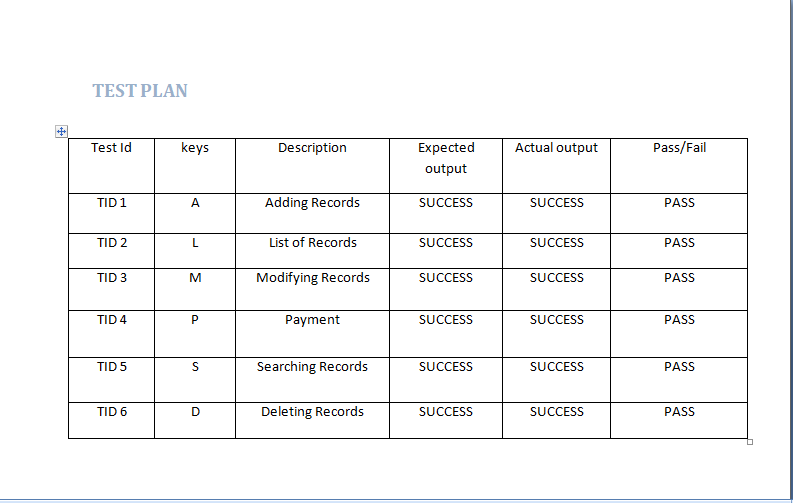 TEST PLAN
Test Id keys Description Expected output Actual output Pass/Fail
TID 1 A Adding Records SUCCESS SUCCESS PASS
TID 2 L List of Records SUCCESS SUCCESS PASS
TID 3 M Modifying Records SUCCESS SUCCESS PASS
TID 4 P Payment SUCCESS SUCCESS PASS
TID 5 S Searching Records SUCCESS SUCCESS PASS
TID 6 D Deleting Records SUCCESS SUCCESS PASS